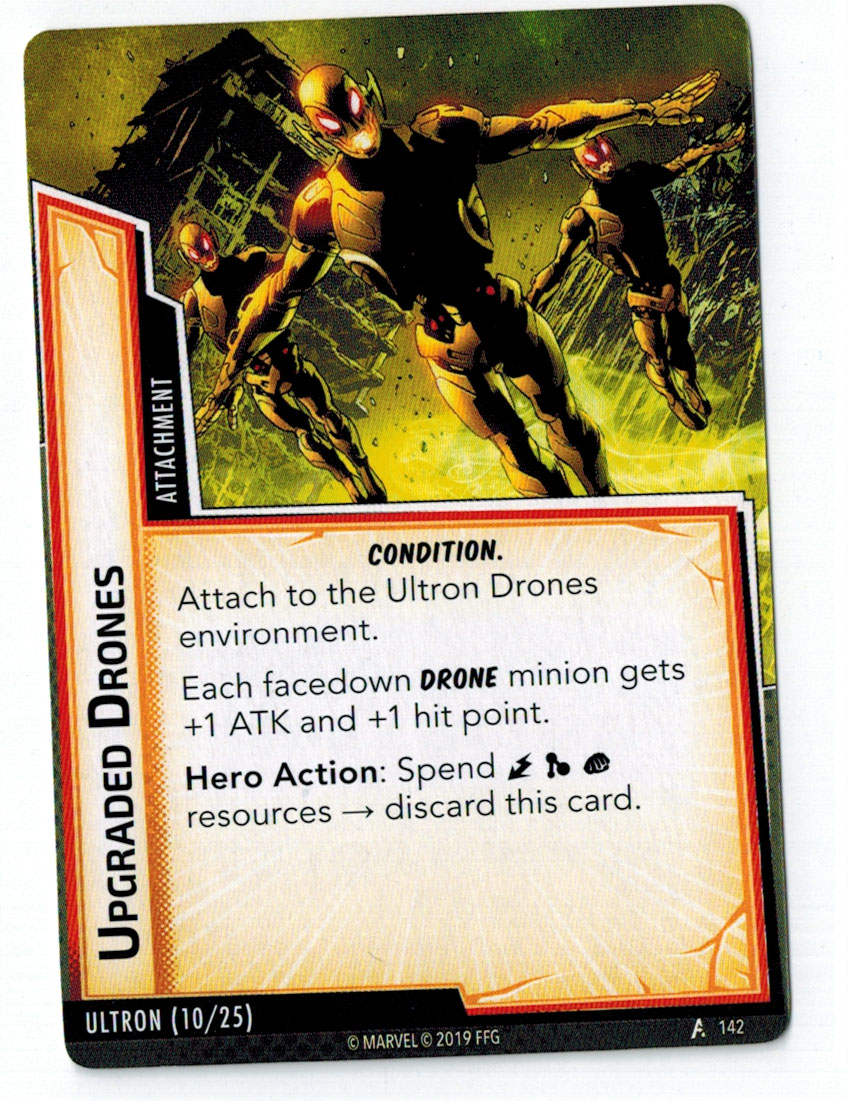 ATTACHMENT
UPGRADED DRONES
CONDITION.
Attach to the Ultron Drones
environment.
Each facedown DRONE minion gets
+1 ATK and +1 hit point.
Hero Action: Spend
resources → discard this card.
ULTRON (10/25)
© MARVEL © 2019 FFG
142